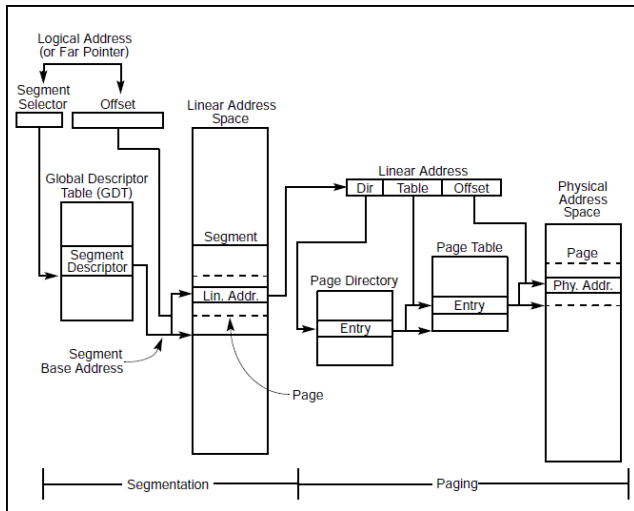 Logical Address
(or Far Pointer)
Segment
Selector
Offset
Linear Address
Space
Global Descriptor
Table (GDT)
Segment
Descriptor
Segment
Lin. Addr.
Segment
Base Address
Page
Linear Address
Dir
Table
Offset
Page Directory
Entry
Page Table
Entry
Physical
Address
Space
Page
Phy. Addr.
Segmentation
Paging